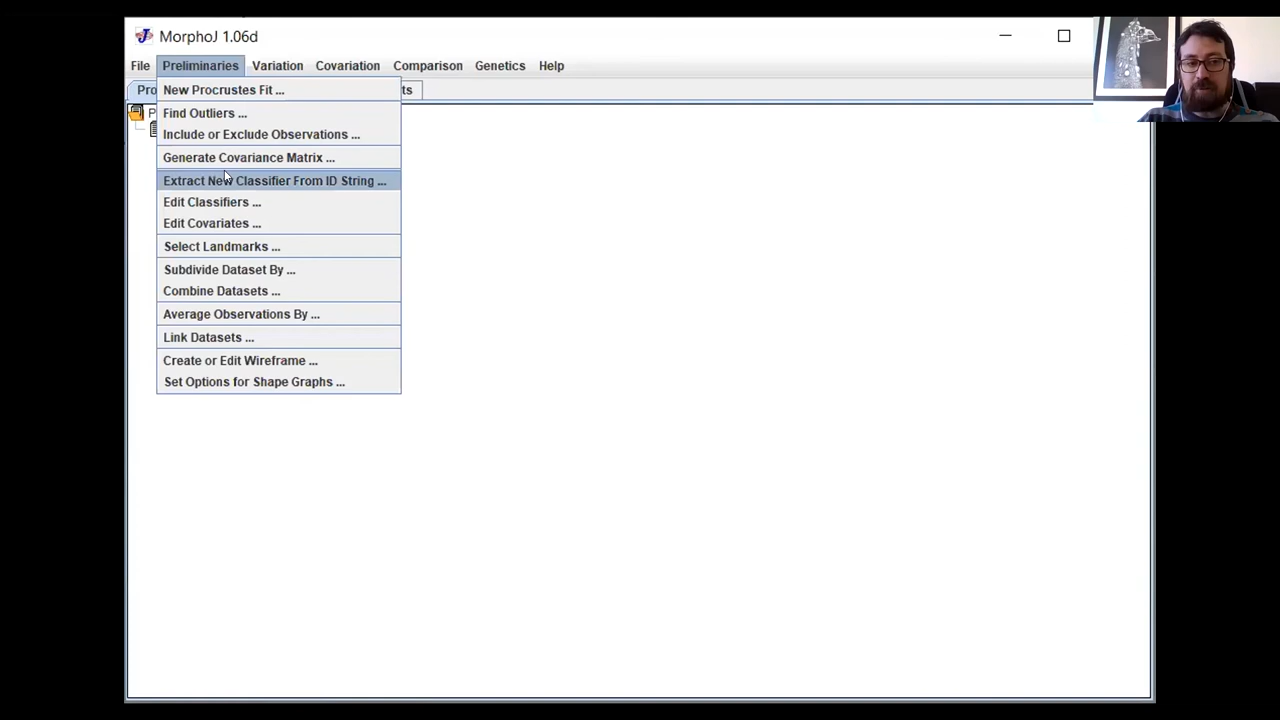 MorphoJ 1.06d
File Preliminaries Variation Covariation Comparison Genetics Help
New Procrustes Fit ...
Find Outliers ...
Include or Exclude Observations ...
Generate Covariance Matrix ...
Extract New Classifier From ID String ...
Edit Classifiers ...
Edit Covariates ...
Select Landmarks ...
Subdivide Dataset By ...
Combine Datasets ...
Average Observations By ...
Link Datasets ...
Create or Edit Wireframe ...
Set Options for Shape Graphs ...
Pro
ts
P